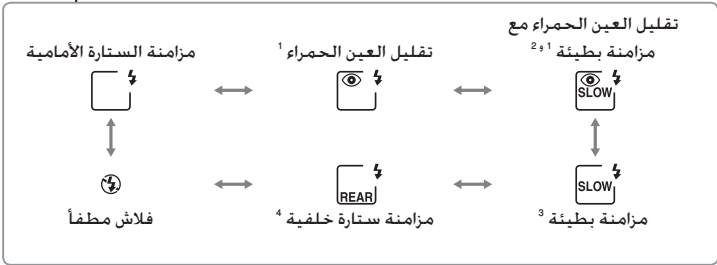 تقليل العين الحمراء مع
مزامنة بطيئة ¹ و ²
تقليل العين الحمراء ¹
مزامنة الستارة الأمامية
SLOW
SLOW
REAR
مزامنة بطيئة ³
مزامنة ستارة خلفية ⁴
فلاش مطفأ